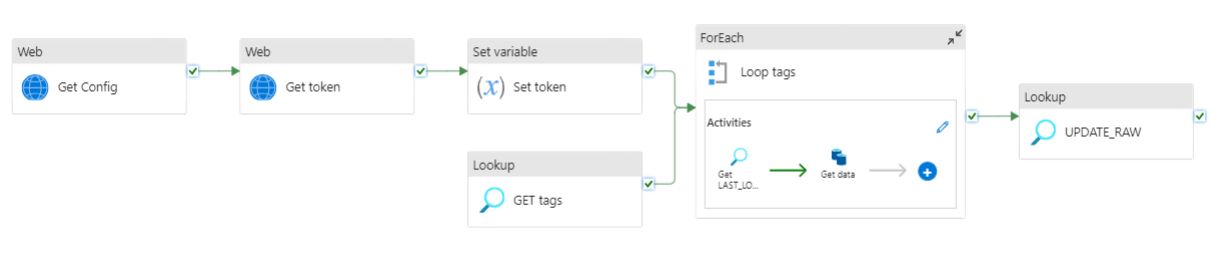 Web
Get Config
Web
Get token
Set variable
(x) Set token
Lookup
GET tags
ForEach
Loop tags
Activities
Get
LAST_LO...
Get data
Lookup
UPDATE_RAW